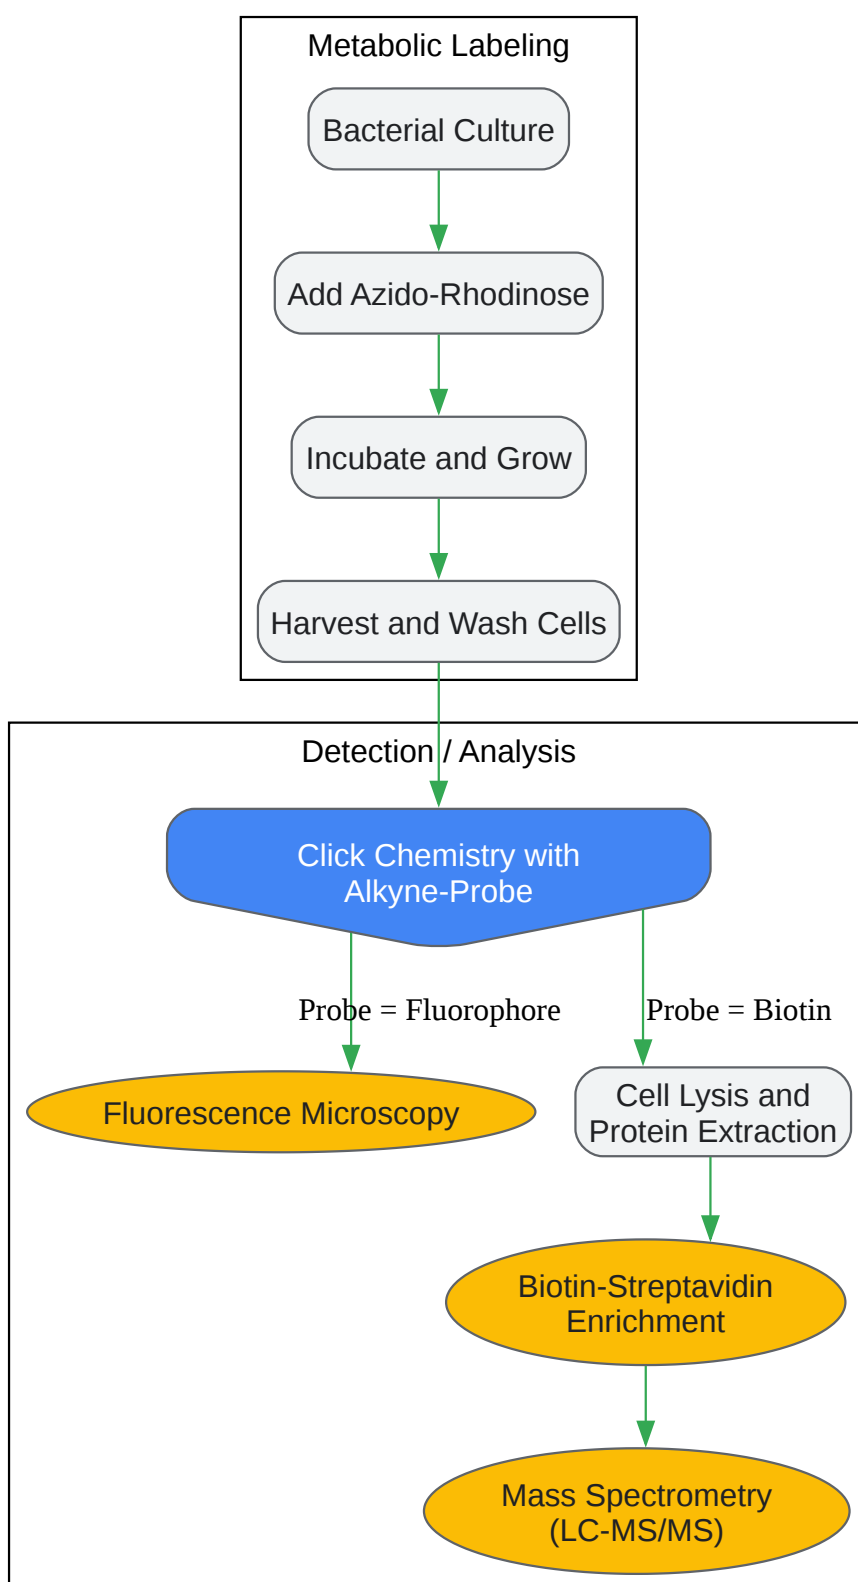 Metabolic Labeling
Bacterial Culture
Add Azido-Rhodinose
Incubate and Grow
Harvest and Wash Cells
Detection / Analysis
Click Chemistry with
Alkyne-Probe
Probe = Fluorophore
Probe = Biotin
Fluorescence Microscopy
Cell Lysis and
Protein Extraction
Biotin-Streptavidin
Enrichment
Mass Spectrometry
(LC-MS/MS)